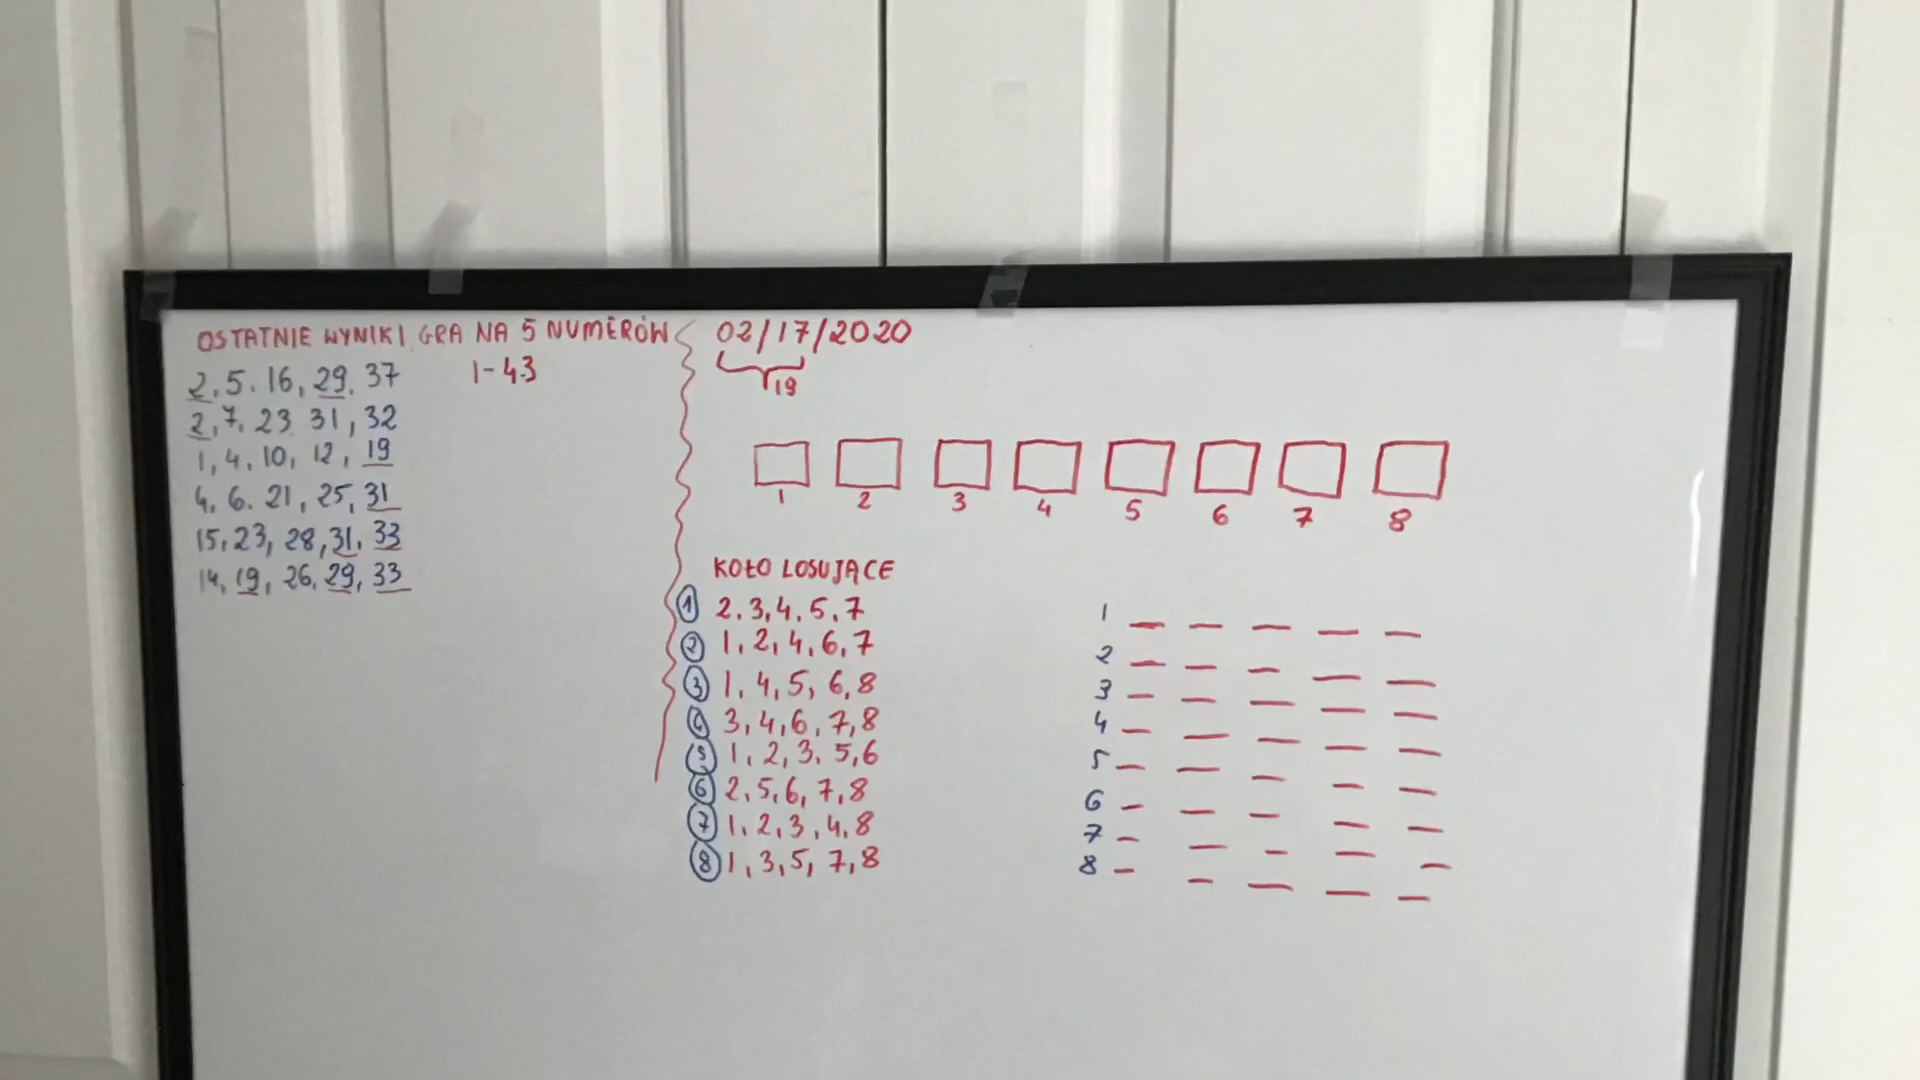 OSTATNIE WYNIKI GRA NA 5 NUMERÓW
1-43
2, 5. 16, 29. 37
2, 7. 23 31, 32
1, 4, 10, 12, 19
4, 6. 21, 25, 31
15, 23, 28, 31, 33
14, 19, 26, 29, 33
02/17/2020
19
1 2 3 4 5 6 7 8
KOŁO LOSUJĄCE
1 2. 3, 4, 5, 7
2 1, 2, 4, 6, 7
3 1, 4, 5, 6, 8
4 3, 4, 6, 7, 8
5 1, 2, 3. 5, 6
6 2, 5, 6, 7, 8
7 1, 2, 3, 4, 8
8 1, 3, 5, 7, 8
1 _ _ _ _ _
2 _ _ _ _ _
3 _ _ _ _ _
4 _ _ _ _ _
5 _ _ _ _ _
6 _ _ _ _ _
7 _ _ _ _ _
8 _ _ _ _ _